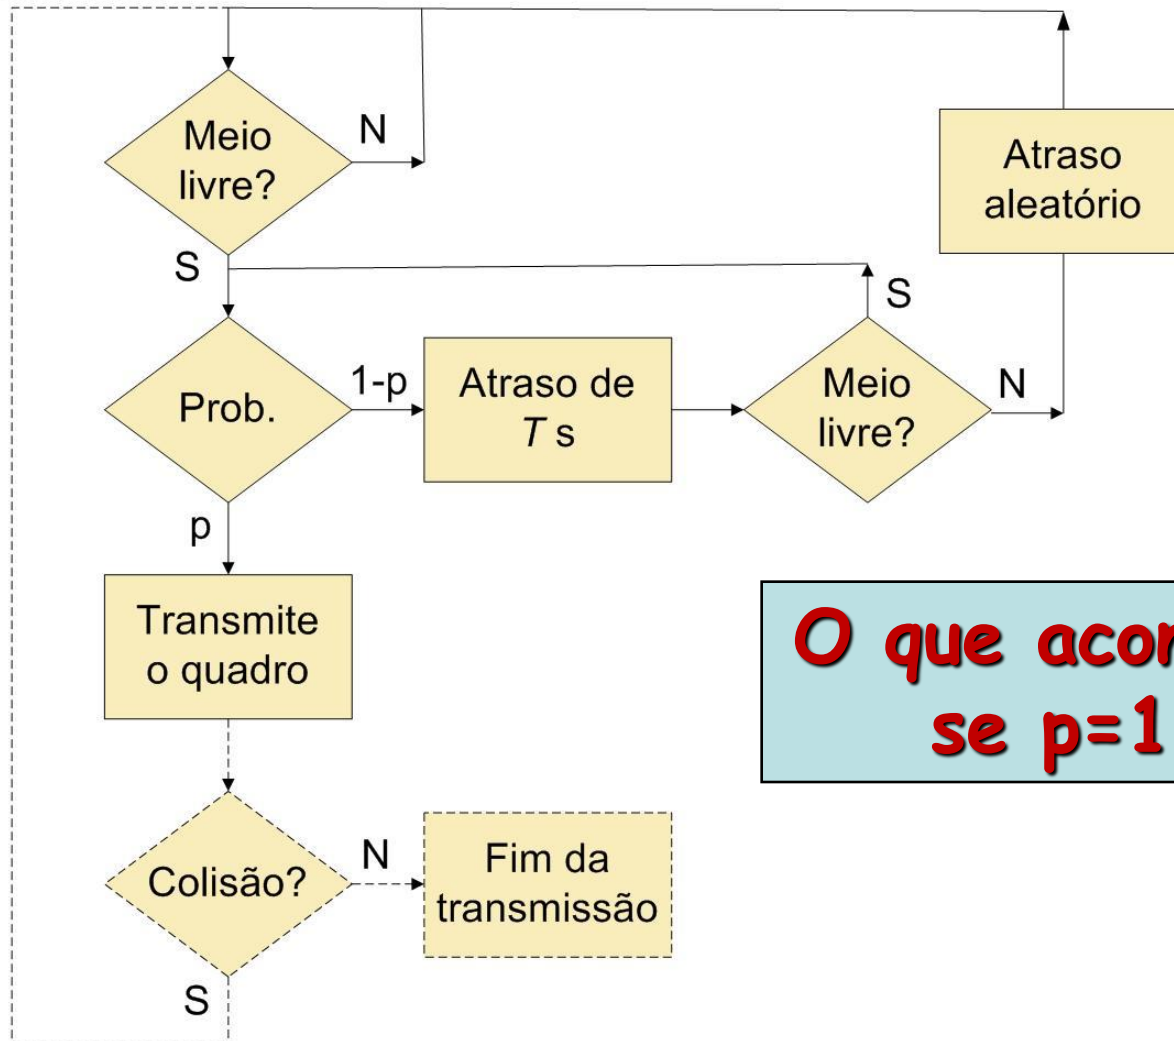 Meio
livre?
N
S
Atraso
aleatório
Prob.
1-p
Atraso de
T s
Meio
livre?
S
N
p
Transmite
o quadro
O que
se p=1
Colisão?
N
Fim da
transmissão
S